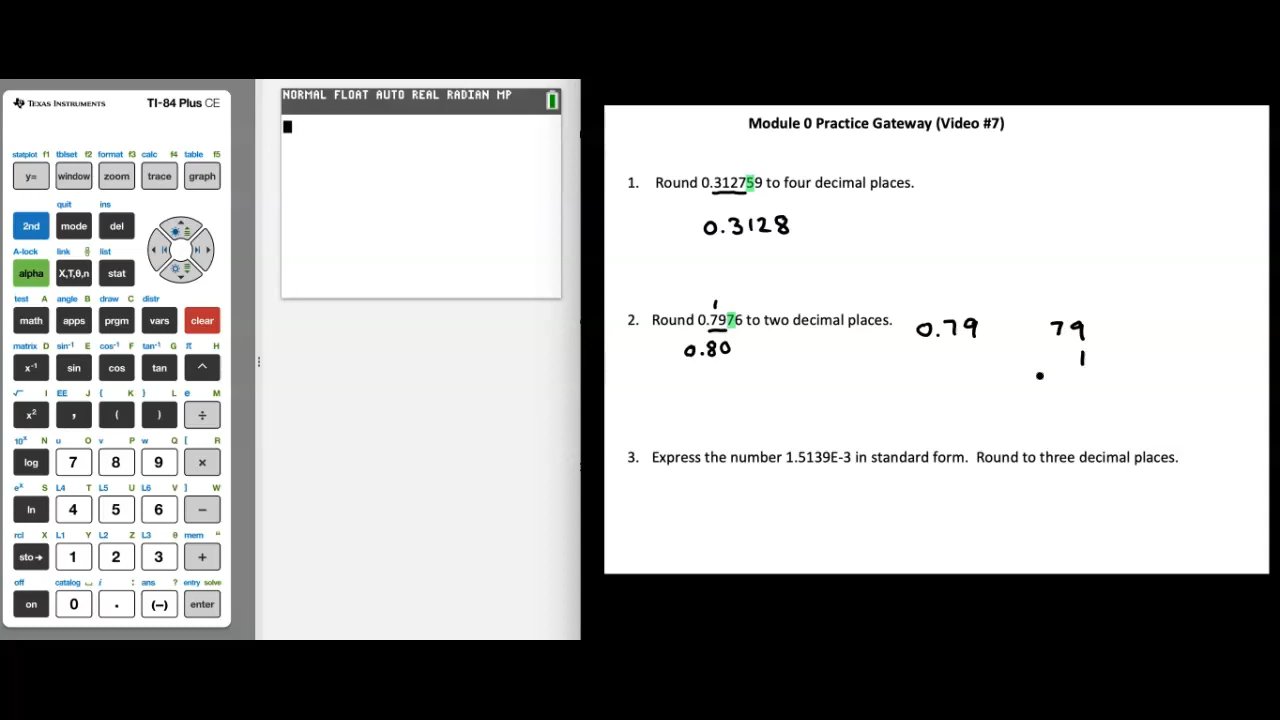 TEXAS INSTRUMENTS TI-84 Plus CE
statplot f1 tblset f2 format f3 calc f4 table f5
y= window zoom trace graph
quit ins
2nd mode del
A-lock link list
alpha X,T,θ,n stat
test A angle B draw C distr
math apps prgm vars clear
matrix D sin⁻¹ E cos⁻¹ F tan⁻¹ G π H
x⁻¹ sin cos tan ^
√ I EE J { K } L e M
x² , ( ) ÷
10ˣ N u O v P w Q [ R
log 7 8 9 ×
eˣ S L4 T L5 U L6 V ] W
ln 4 5 6 −
rcl X L1 Y L2 Z L3 θ mem "
sto→ 1 2 3 +
off catalog i : ans ? entry solve
on 0 . (−) enter
NORMAL FLOAT AUTO REAL RADIAN MP
Module 0 Practice Gateway (Video #7)
1. Round 0.312759 to four decimal places.
0.3128
1
2. Round 0.7976 to two decimal places.
0.80
0.79
79
1
3. Express the number 1.5139E-3 in standard form. Round to three decimal places.